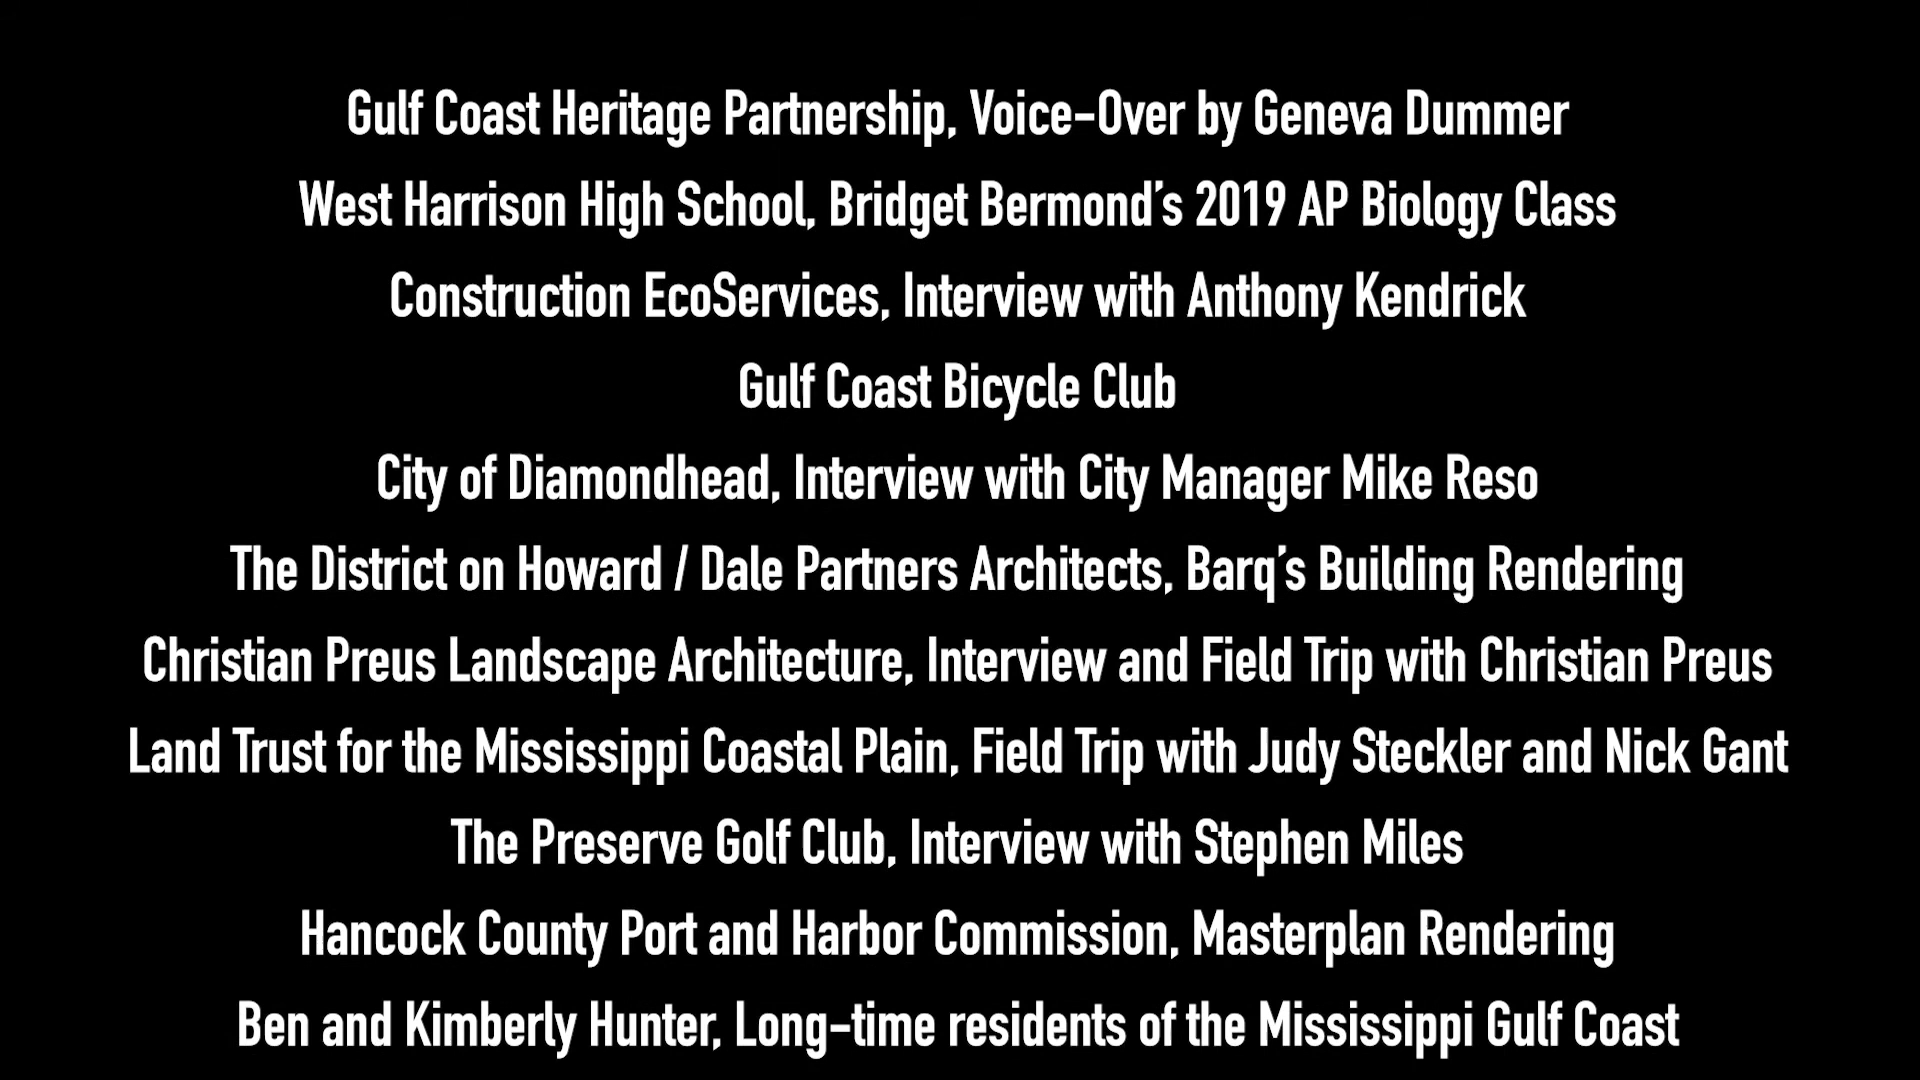 Gulf Coast Heritage Partnership, Voice-Over by Geneva Dummer
West Harrison High School, Bridget Bermond’s 2019 AP Biology Class
Construction EcoServices, Interview with Anthony Kendrick
Gulf Coast Bicycle Club
City of Diamondhead, Interview with City Manager Mike Reso
The District on Howard / Dale Partners Architects, Barq’s Building Rendering
Christian Preus Landscape Architecture, Interview and Field Trip with Christian Preus
Land Trust for the Mississippi Coastal Plain, Field Trip with Judy Steckler and Nick Gant
The Preserve Golf Club, Interview with Stephen Miles
Hancock County Port and Harbor Commission, Masterplan Rendering
Ben and Kimberly Hunter, Long-time residents of the Mississippi Gulf Coast